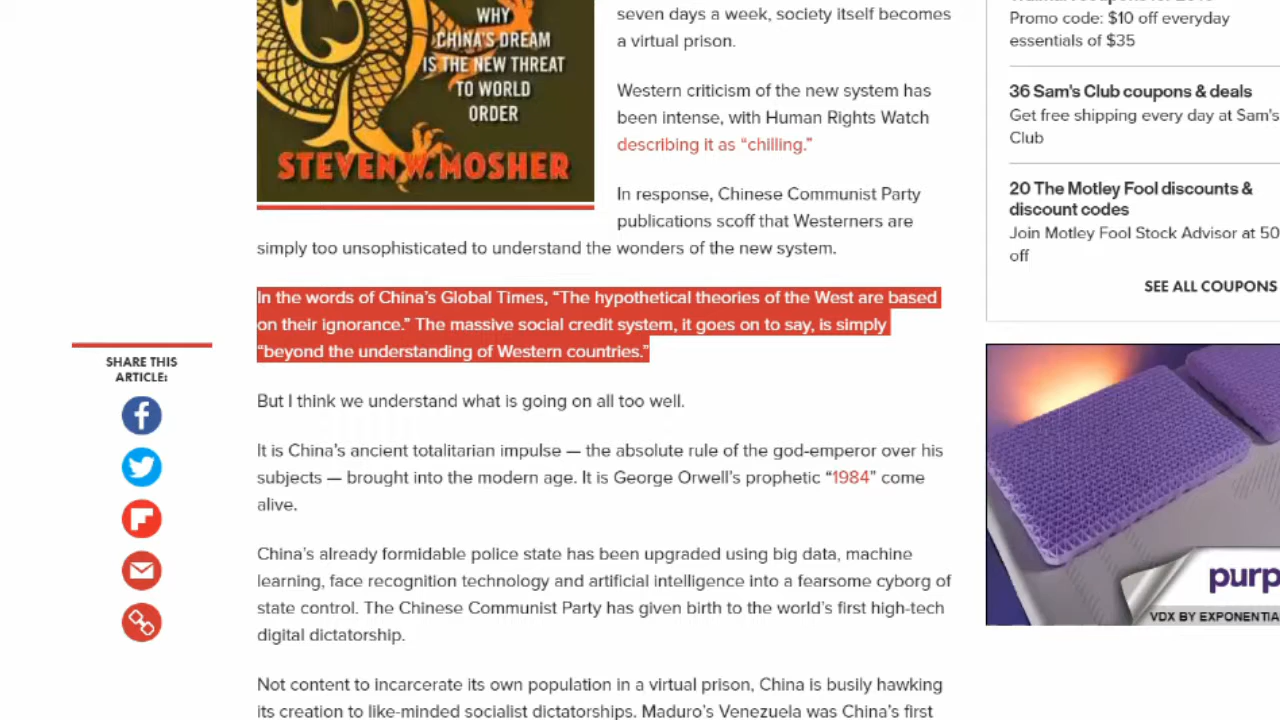 WHY
CHINA'S DREAM
IS THE NEW THREAT
TO WORLD
ORDER
STEVEN W. MOSHER
seven days a week, society itself becomes
a virtual prison.
Western criticism of the new system has
been intense, with Human Rights Watch
describing it as “chilling.”
In response, Chinese Communist Party
publications scoff that Westerners are
simply too unsophisticated to understand the wonders of the new system.
In the words of China’s Global Times, “The hypothetical theories of the West are based
on their ignorance.” The massive social credit system, it goes on to say, is simply
“beyond the understanding of Western countries.”
But I think we understand what is going on all too well.
It is China’s ancient totalitarian impulse — the absolute rule of the god-emperor over his
subjects — brought into the modern age. It is George Orwell’s prophetic “1984” come
alive.
China’s already formidable police state has been upgraded using big data, machine
learning, face recognition technology and artificial intelligence into a fearsome cyborg of
state control. The Chinese Communist Party has given birth to the world’s first high-tech
digital dictatorship.
Not content to incarcerate its own population in a virtual prison, China is busily hawking
its creation to like-minded socialist dictatorships. Maduro’s Venezuela was China’s first
SHARE THIS
ARTICLE:
Promo code: $10 off everyday
essentials of $35
36 Sam's Club coupons & deals
Get free shipping every day at Sam's
Club
20 The Motley Fool discounts &
discount codes
Join Motley Fool Stock Advisor at 50
off
SEE ALL COUPONS
purp
VDX BY EXPONENTIA